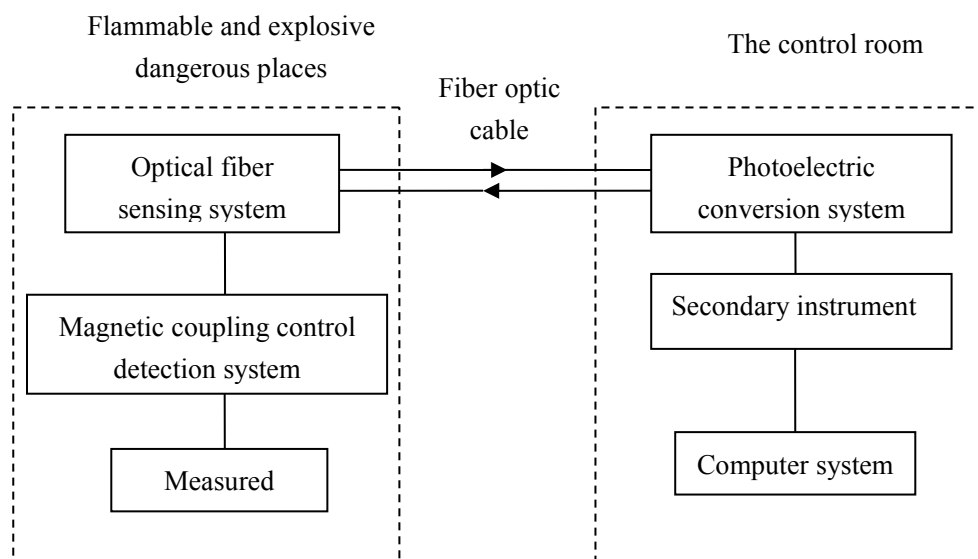 Flammable and explosive
dangerous places
The control room
Fiber optic
cable
Optical fiber
sensing system
Photoelectric
conversion system
Magnetic coupling control
detection system
Secondary instrument
Measured
Computer system